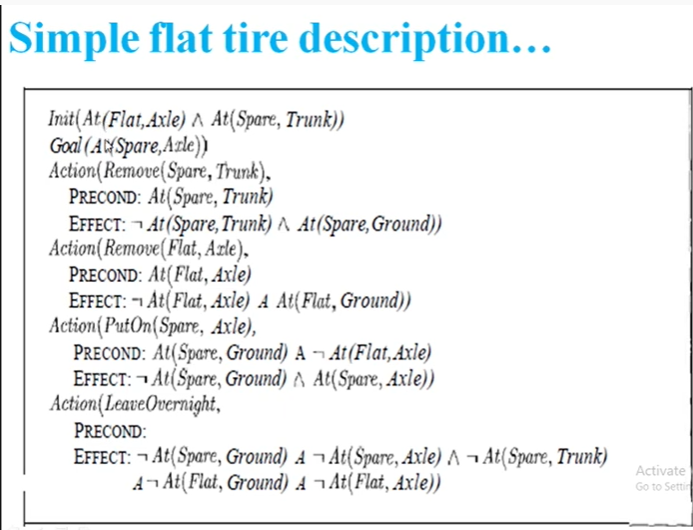 Simple flat tire description…
Init(At(Flat,Axle) ∧ At(Spare, Trunk))
Goal (At(Spare,Axle))
Action(Remove(Spare, Trunk),
PRECOND: At(Spare, Trunk)
EFFECT: ¬ At(Spare,Trunk) ∧ At(Spare,Ground))
Action(Remove(Flat, Axle),
PRECOND: At(Flat, Axle)
EFFECT: ¬ At(Flat, Axle) A At(Flat, Ground))
Action(PutOn(Spare, Axle),
PRECOND: At(Spare, Ground) A ¬ At(Flat,Axle)
EFFECT: ¬ At(Spare, Ground) ∧ At(Spare, Axle))
Action(LeaveOvernight,
PRECOND:
EFFECT: ¬ At(Spare, Ground) A ¬ At(Spare, Axle) ∧ ¬ At(Spare, Trunk)
A ¬ At(Flat, Ground) A ¬ At(Flat, Axle))
Activate
Go to Settin